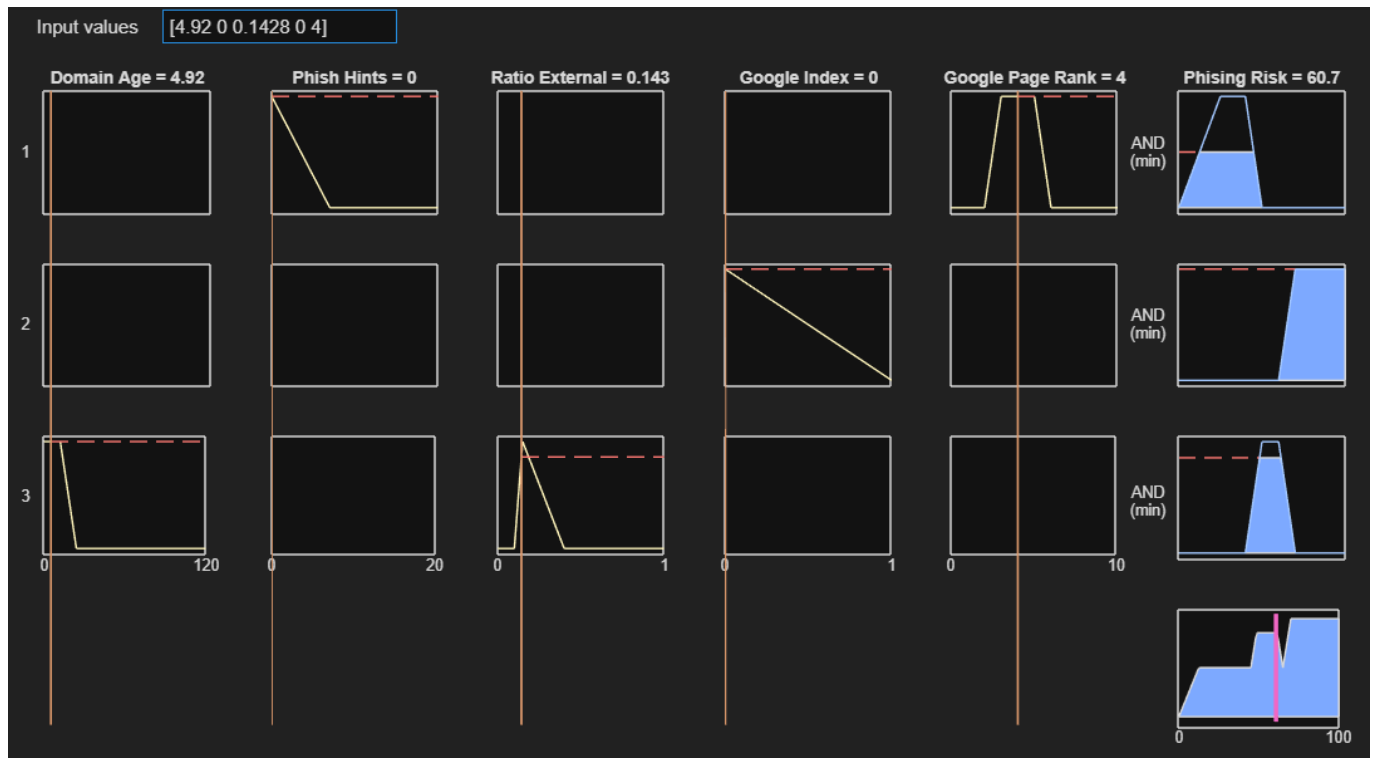 Input values [4.92 0 0.1428 0 4]
Domain Age = 4.92 Phish Hints = 0 Ratio External = 0.143 Google Index = 0 Google Page Rank = 4 Phising Risk = 60.7
1
AND
(min)
2
AND
(min)
3
AND
(min)
0 120 0 20 0 1 0 1 0 10
0 100